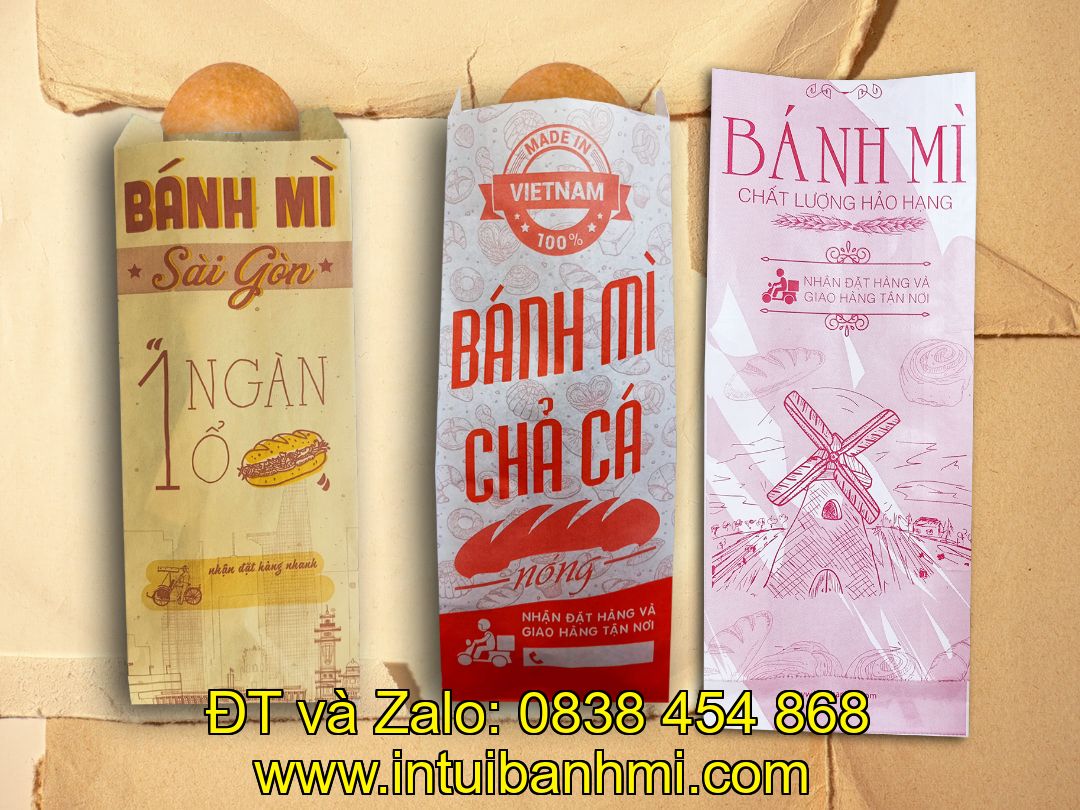 BÁNH MÌ
Sài Gòn
1 NGÀN
Ổ
nhận đặt hàng nhanh
MADE IN
VIETNAM
100%
BÁNH MÌ
CHẢ CÁ
nóng
NHẬN ĐẶT HÀNG VÀ
GIAO HÀNG TẬN NƠI
BÁNH MÌ
CHẤT LƯỢNG HẢO HẠNG
NHẬN ĐẶT HÀNG VÀ
GIAO HÀNG TẬN NƠI
ĐT và Zalo: 0838 454 868
www.intuibanhmi.com